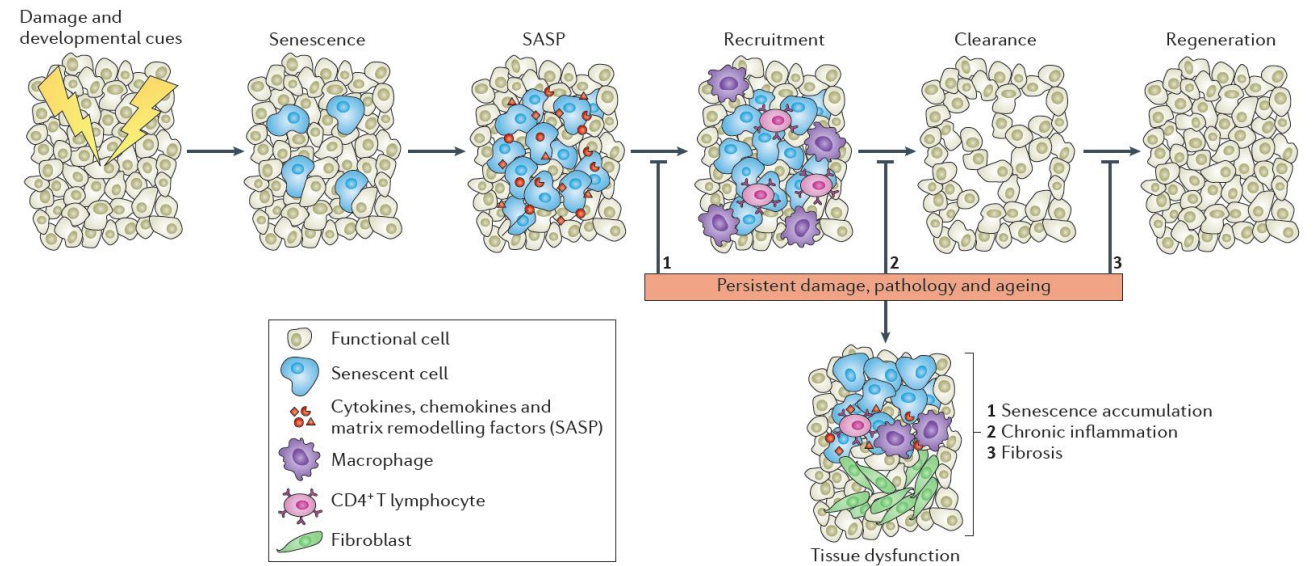 Damage and
developmental cues
Senescence
SASP
Recruitment
Clearance
Regeneration
1
2
3
Persistent damage, pathology and ageing
Functional cell
Senescent cell
Cytokines, chemokines and
matrix remodelling factors (SASP)
Macrophage
CD4⁺ T lymphocyte
Fibroblast
1 Senescence accumulation
2 Chronic inflammation
3 Fibrosis
Tissue dysfunction